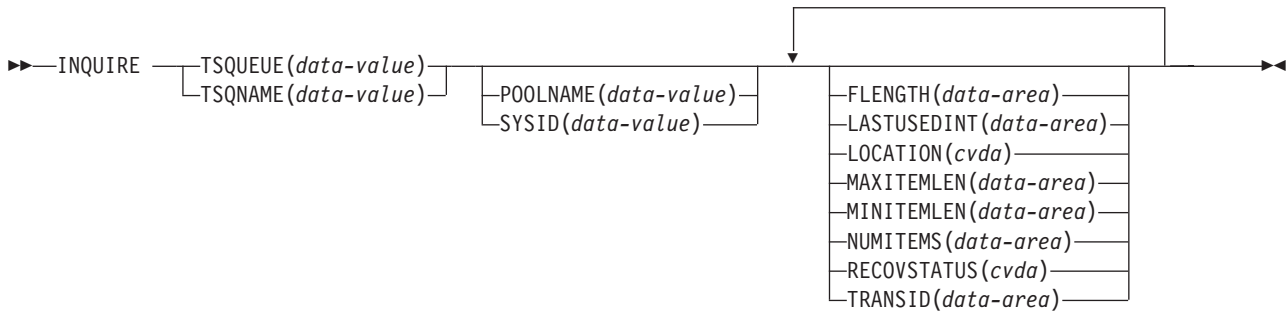 INQUIRE TSQUEUE(data-value)
TSQNAME(data-value)
POOLNAME(data-value)
SYSID(data-value)
FLENGTH(data-area)
LASTUSEDINT(data-area)
LOCATION(cvda)
MAXITEMLEN(data-area)
MINITEMLEN(data-area)
NUMITEMS(data-area)
RECOVSTATUS(cvda)
TRANSID(data-area)